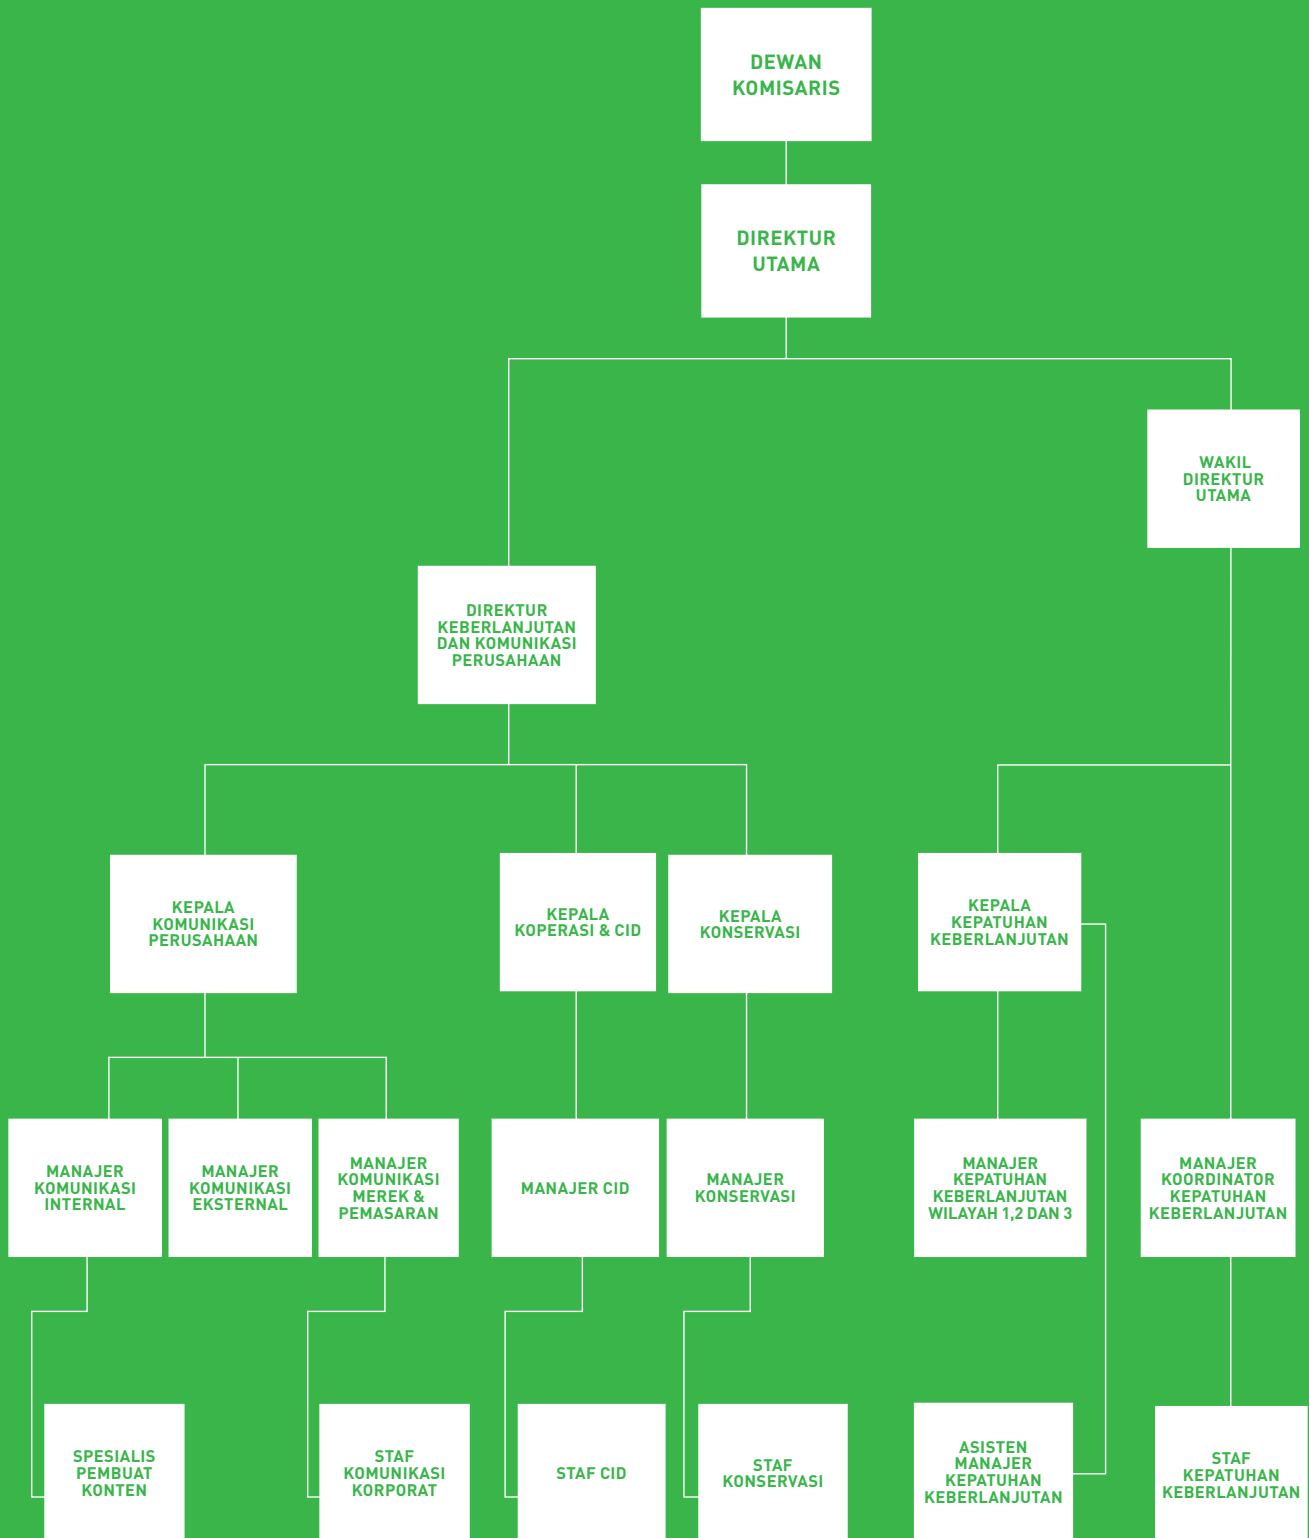 DEWAN
KOMISARIS
DIREKTUR
UTAMA
WAKIL
DIREKTUR
UTAMA
DIREKTUR
KEBERLANJUTAN
DAN KOMUNIKASI
PERUSAHAAN
KEPALA
KOMUNIKASI
PERUSAHAAN
KEPALA
KOPERASI & CID
KEPALA
KONSERVASI
KEPALA
KEPATUHAN
KEBERLANJUTAN
MANAJER
KOMUNIKASI
INTERNAL
MANAJER
KOMUNIKASI
EKSTERNAL
MANAJER
KOMUNIKASI
MEREK &
PEMASARAN
MANAJER CID
MANAJER
KONSERVASI
MANAJER
KEPATUHAN
KEBERLANJUTAN
WILAYAH 1,2 DAN 3
MANAJER
KOORDINATOR
KEPATUHAN
KEBERLANJUTAN
SPESIALIS
PEMBUAT
KONTEN
STAF
KOMUNIKASI
KORPORAT
STAF CID
STAF
KONSERVASI
ASISTEN
MANAJER
KEPATUHAN
KEBERLANJUTAN
STAF
KEPATUHAN
KEBERLANJUTAN